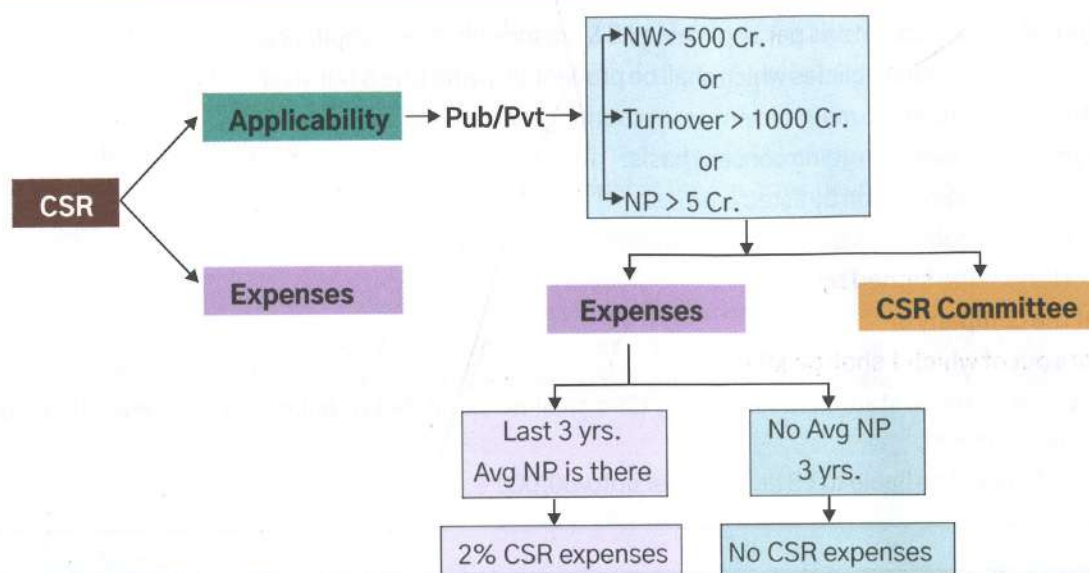 NW> 500 Cr.
or
Applicability
Pub/Pvt
Turnover > 1000 Cr.
or
CSR
NP > 5 Cr.
Expenses
Expenses
CSR Committee
Last 3 yrs.
Avg NP is there
No Avg NP
3 yrs.
2% CSR expenses
No CSR expenses